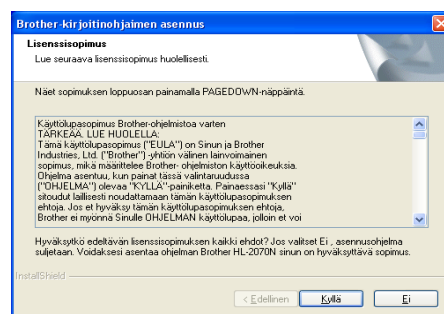 Brother-kirjoitinohjaimen asennus
Lisenssisopimus
Lue seuraava lisenssisopimus huolellisesti.
Näet sopimuksen loppuosan painamalla PAGEDOWN-näppäintä.
Käyttölupasopimus Brother-ohjelmistoa varten
TÄRKEÄÄ. LUE HUOLELLA:
Tämä käyttölupasopimus ("EULA") on Sinun ja Brother
Industries, Ltd. ("Brother") -yhtiön välinen lainvoimainen
sopimus, mikä määrittelee Brother- ohjelmiston käyttöoikeuksia.
Ohjelma asentuu, kun painat tässä valintaruudussa
("OHJELMA") olevaa "KYLLÄ"-painiketta. Painaessasi "Kyllä"
sitoudut laillisesti noudattamaan tämän käyttölupasopimuksen
ehtoja. Jos et hyväksy tämän käyttölupasopimuksen ehtoja,
Brother ei myönnä Sinulle OHJELMAN käyttölupaa, jolloin et voi
Hyväksytkö edeltävän lisenssisopimuksen kaikki ehdot? Jos valitset Ei , asennusohjelma
suljetaan. Voidaksesi asentaa ohjelman Brother HL-2070N sinun on hyväksyttävä sopimus.
InstallShield
< Edellinen
Kyllä
Ei